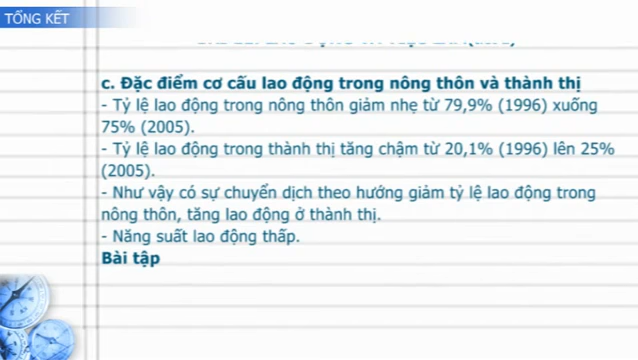 TỔNG KẾT
c. Đặc điểm cơ cấu lao động trong nông thôn và thành thị
- Tỷ lệ lao động trong nông thôn giảm nhẹ từ 79,9% (1996) xuống
75% (2005).
- Tỷ lệ lao động trong thành thị tăng chậm từ 20,1% (1996) lên 25%
(2005).
- Như vậy có sự chuyển dịch theo hướng giảm tỷ lệ lao động trong
nông thôn, tăng lao động ở thành thị.
- Năng suất lao động thấp.
Bài tập